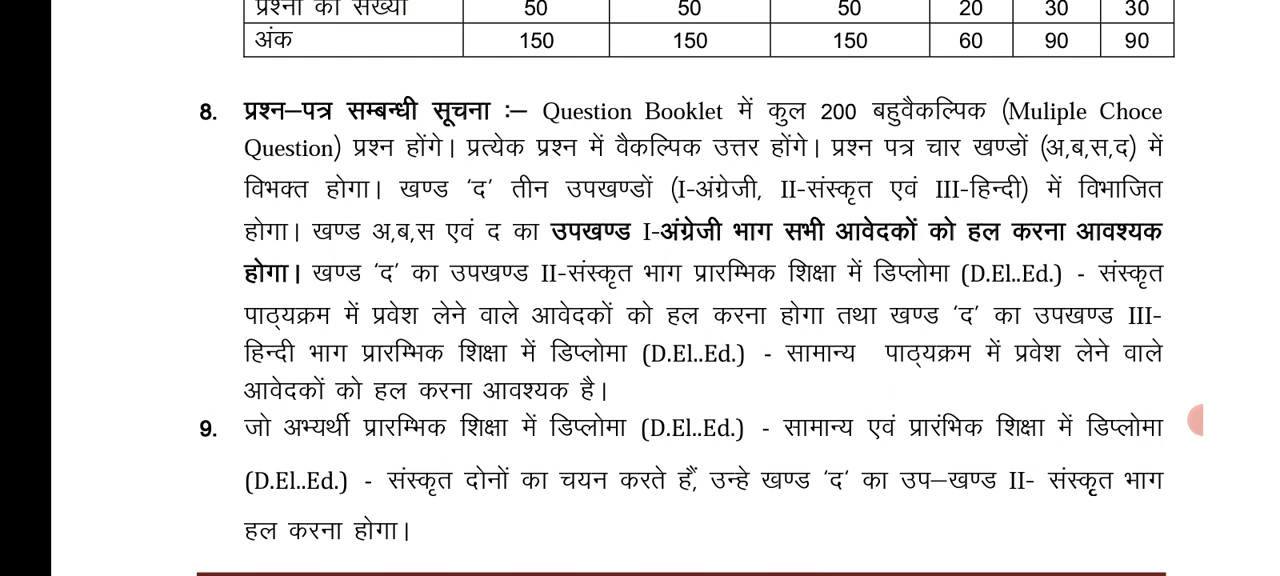 प्रश्नों की संख्या 50 50 50 20 30 30
अंक 150 150 150 60 90 90
8. प्रश्न–पत्र सम्बन्धी सूचना :– Question Booklet में कुल 200 बहुवैकल्पिक (Muliple Choce
Question) प्रश्न होंगे। प्रत्येक प्रश्न में वैकल्पिक उत्तर होंगे। प्रश्न पत्र चार खण्डों (अ,ब,स,द) में
विभक्त होगा। खण्ड ‘द’ तीन उपखण्डों (I-अंग्रेजी, II-संस्कृत एवं III-हिन्दी) में विभाजित
होगा। खण्ड अ,ब,स एवं द का उपखण्ड I-अंग्रेजी भाग सभी आवेदकों को हल करना आवश्यक
होगा। खण्ड ‘द’ का उपखण्ड II-संस्कृत भाग प्रारम्भिक शिक्षा में डिप्लोमा (D.El..Ed.) - संस्कृत
पाठ्यक्रम में प्रवेश लेने वाले आवेदकों को हल करना होगा तथा खण्ड ‘द’ का उपखण्ड III-
हिन्दी भाग प्रारम्भिक शिक्षा में डिप्लोमा (D.El..Ed.) - सामान्य पाठ्यक्रम में प्रवेश लेने वाले
आवेदकों को हल करना आवश्यक है।
9. जो अभ्यर्थी प्रारम्भिक शिक्षा में डिप्लोमा (D.El..Ed.) - सामान्य एवं प्रारंभिक शिक्षा में डिप्लोमा
(D.El..Ed.) - संस्कृत दोनों का चयन करते हैं, उन्हे खण्ड ‘द’ का उप–खण्ड II- संस्कृत भाग
हल करना होगा।